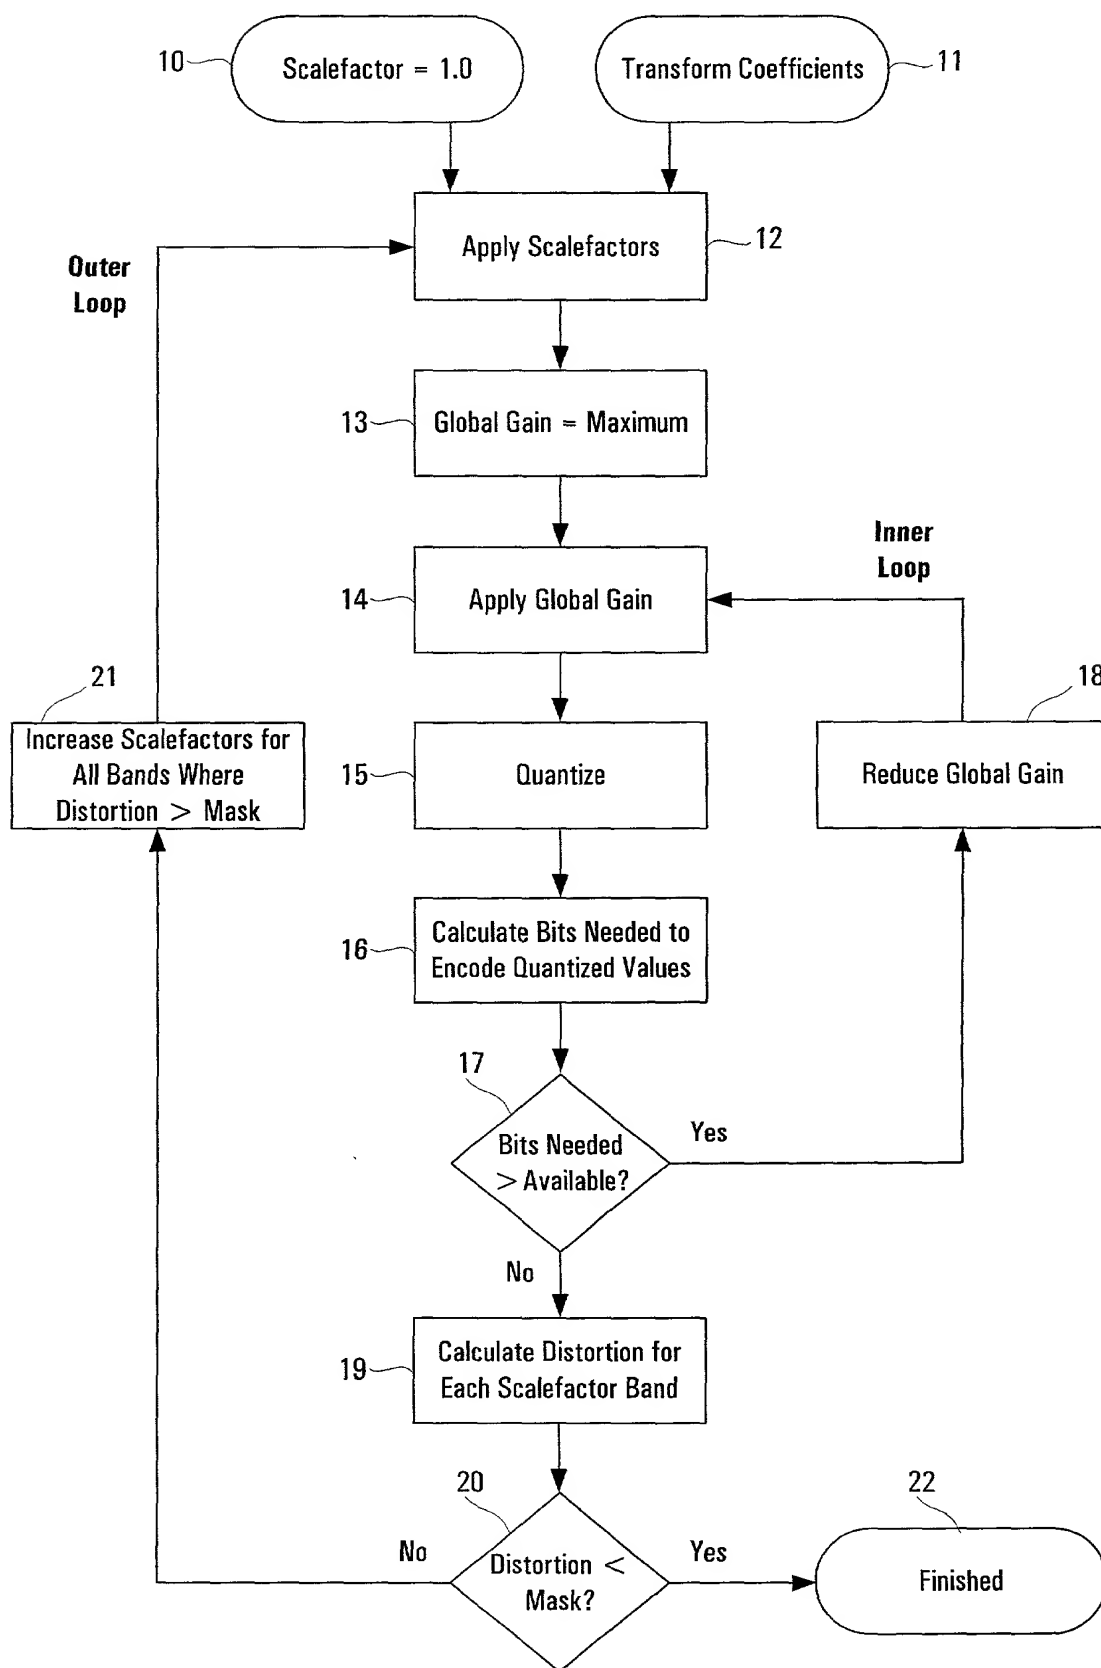 10
Scalefactor = 1.0
Transform Coefficients
11
Apply Scalefactors
12
Outer
Loop
13
Global Gain = Maximum
Inner
Loop
14
Apply Global Gain
21
Increase Scalefactors for
All Bands Where
Distortion > Mask
15
Quantize
18
Reduce Global Gain
16
Calculate Bits Needed to
Encode Quantized Values
17
Bits Needed
> Available?
Yes
No
19
Calculate Distortion for
Each Scalefactor Band
20
No
Distortion <
Mask?
Yes
22
Finished